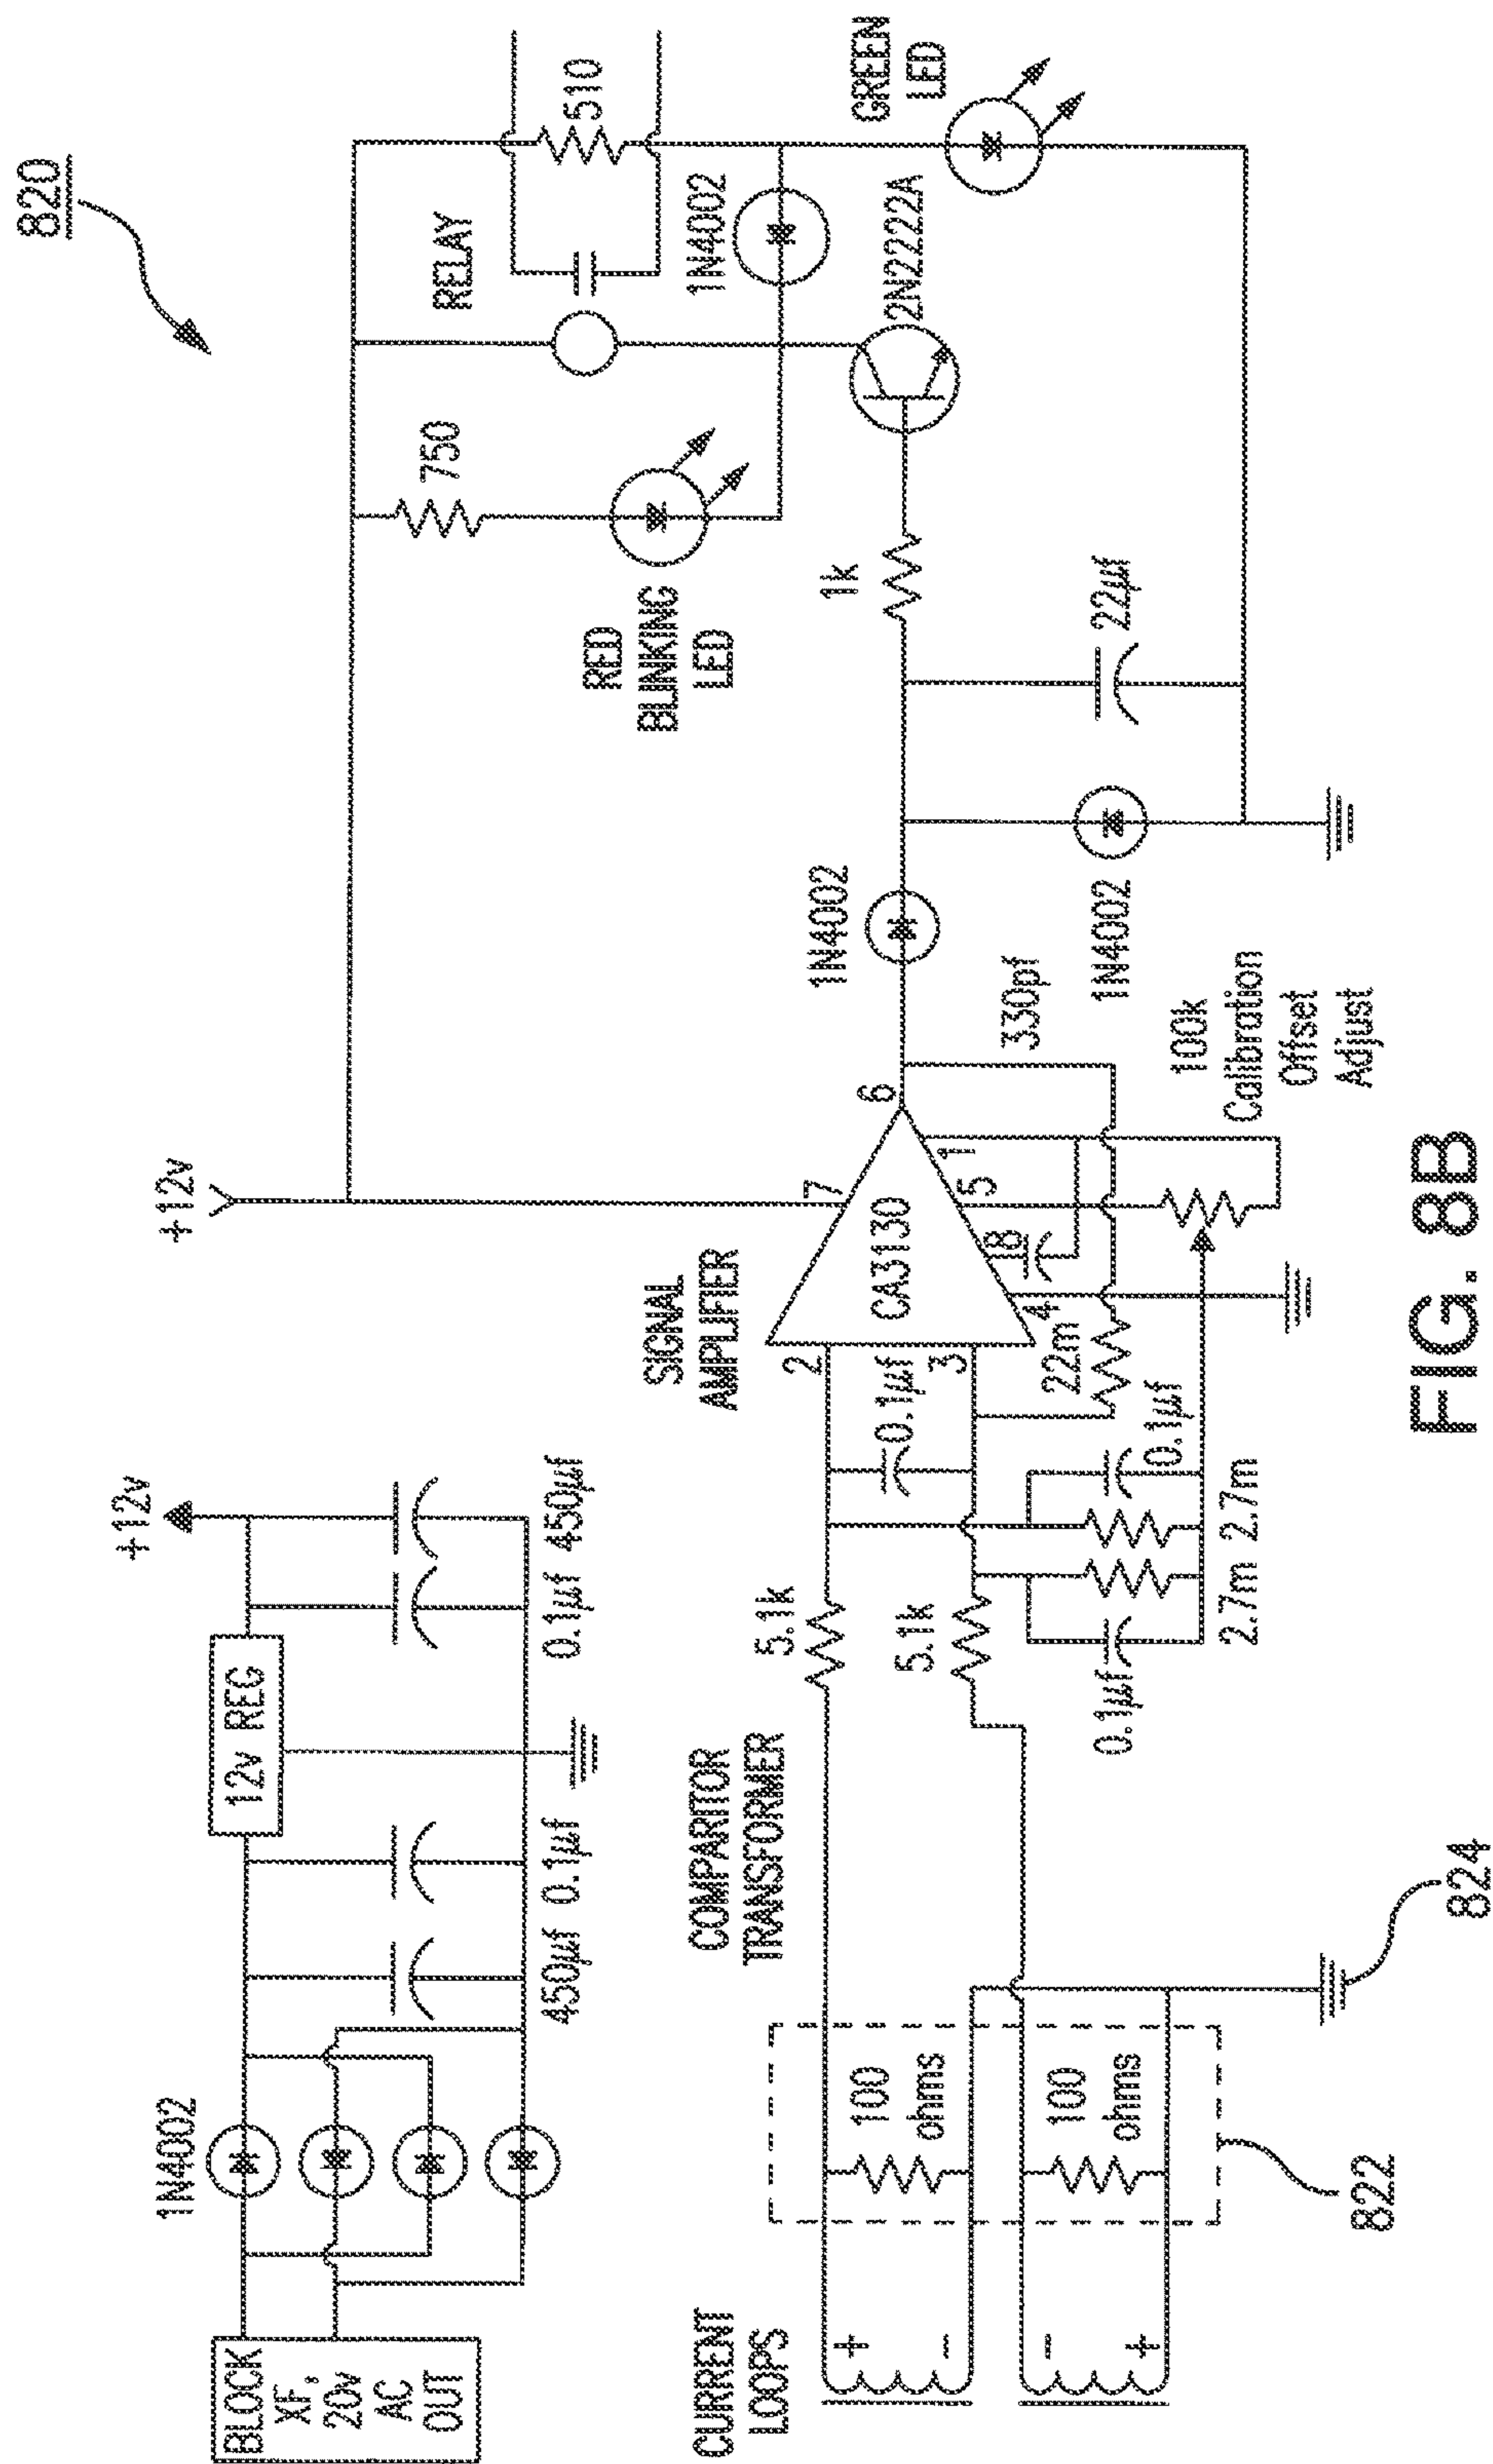 820
BLOCK
XF,
20v
AC
OUT
1N4002
450µf
0.1µf
12v REG
0.1µf
450µf
+12v
+12v
750
RED
BLINKING
LED
RELAY
510
1N4002
GREEN
LED
2N2222A
1k
22µf
1N4002
1N4002
SIGNAL
AMPLIFIER
CA3130
2
3
4
8
5
1
6
7
330pf
100k
Calibration
Offset
Adjust
22m
0.1µf
0.1µf
2.7m
2.7m
0.1µf
5.1k
5.1k
COMPARITOR
TRANSFORMER
CURRENT
LOOPS
+
-
-
+
100
ohms
100
ohms
822
824
FIG. 8B